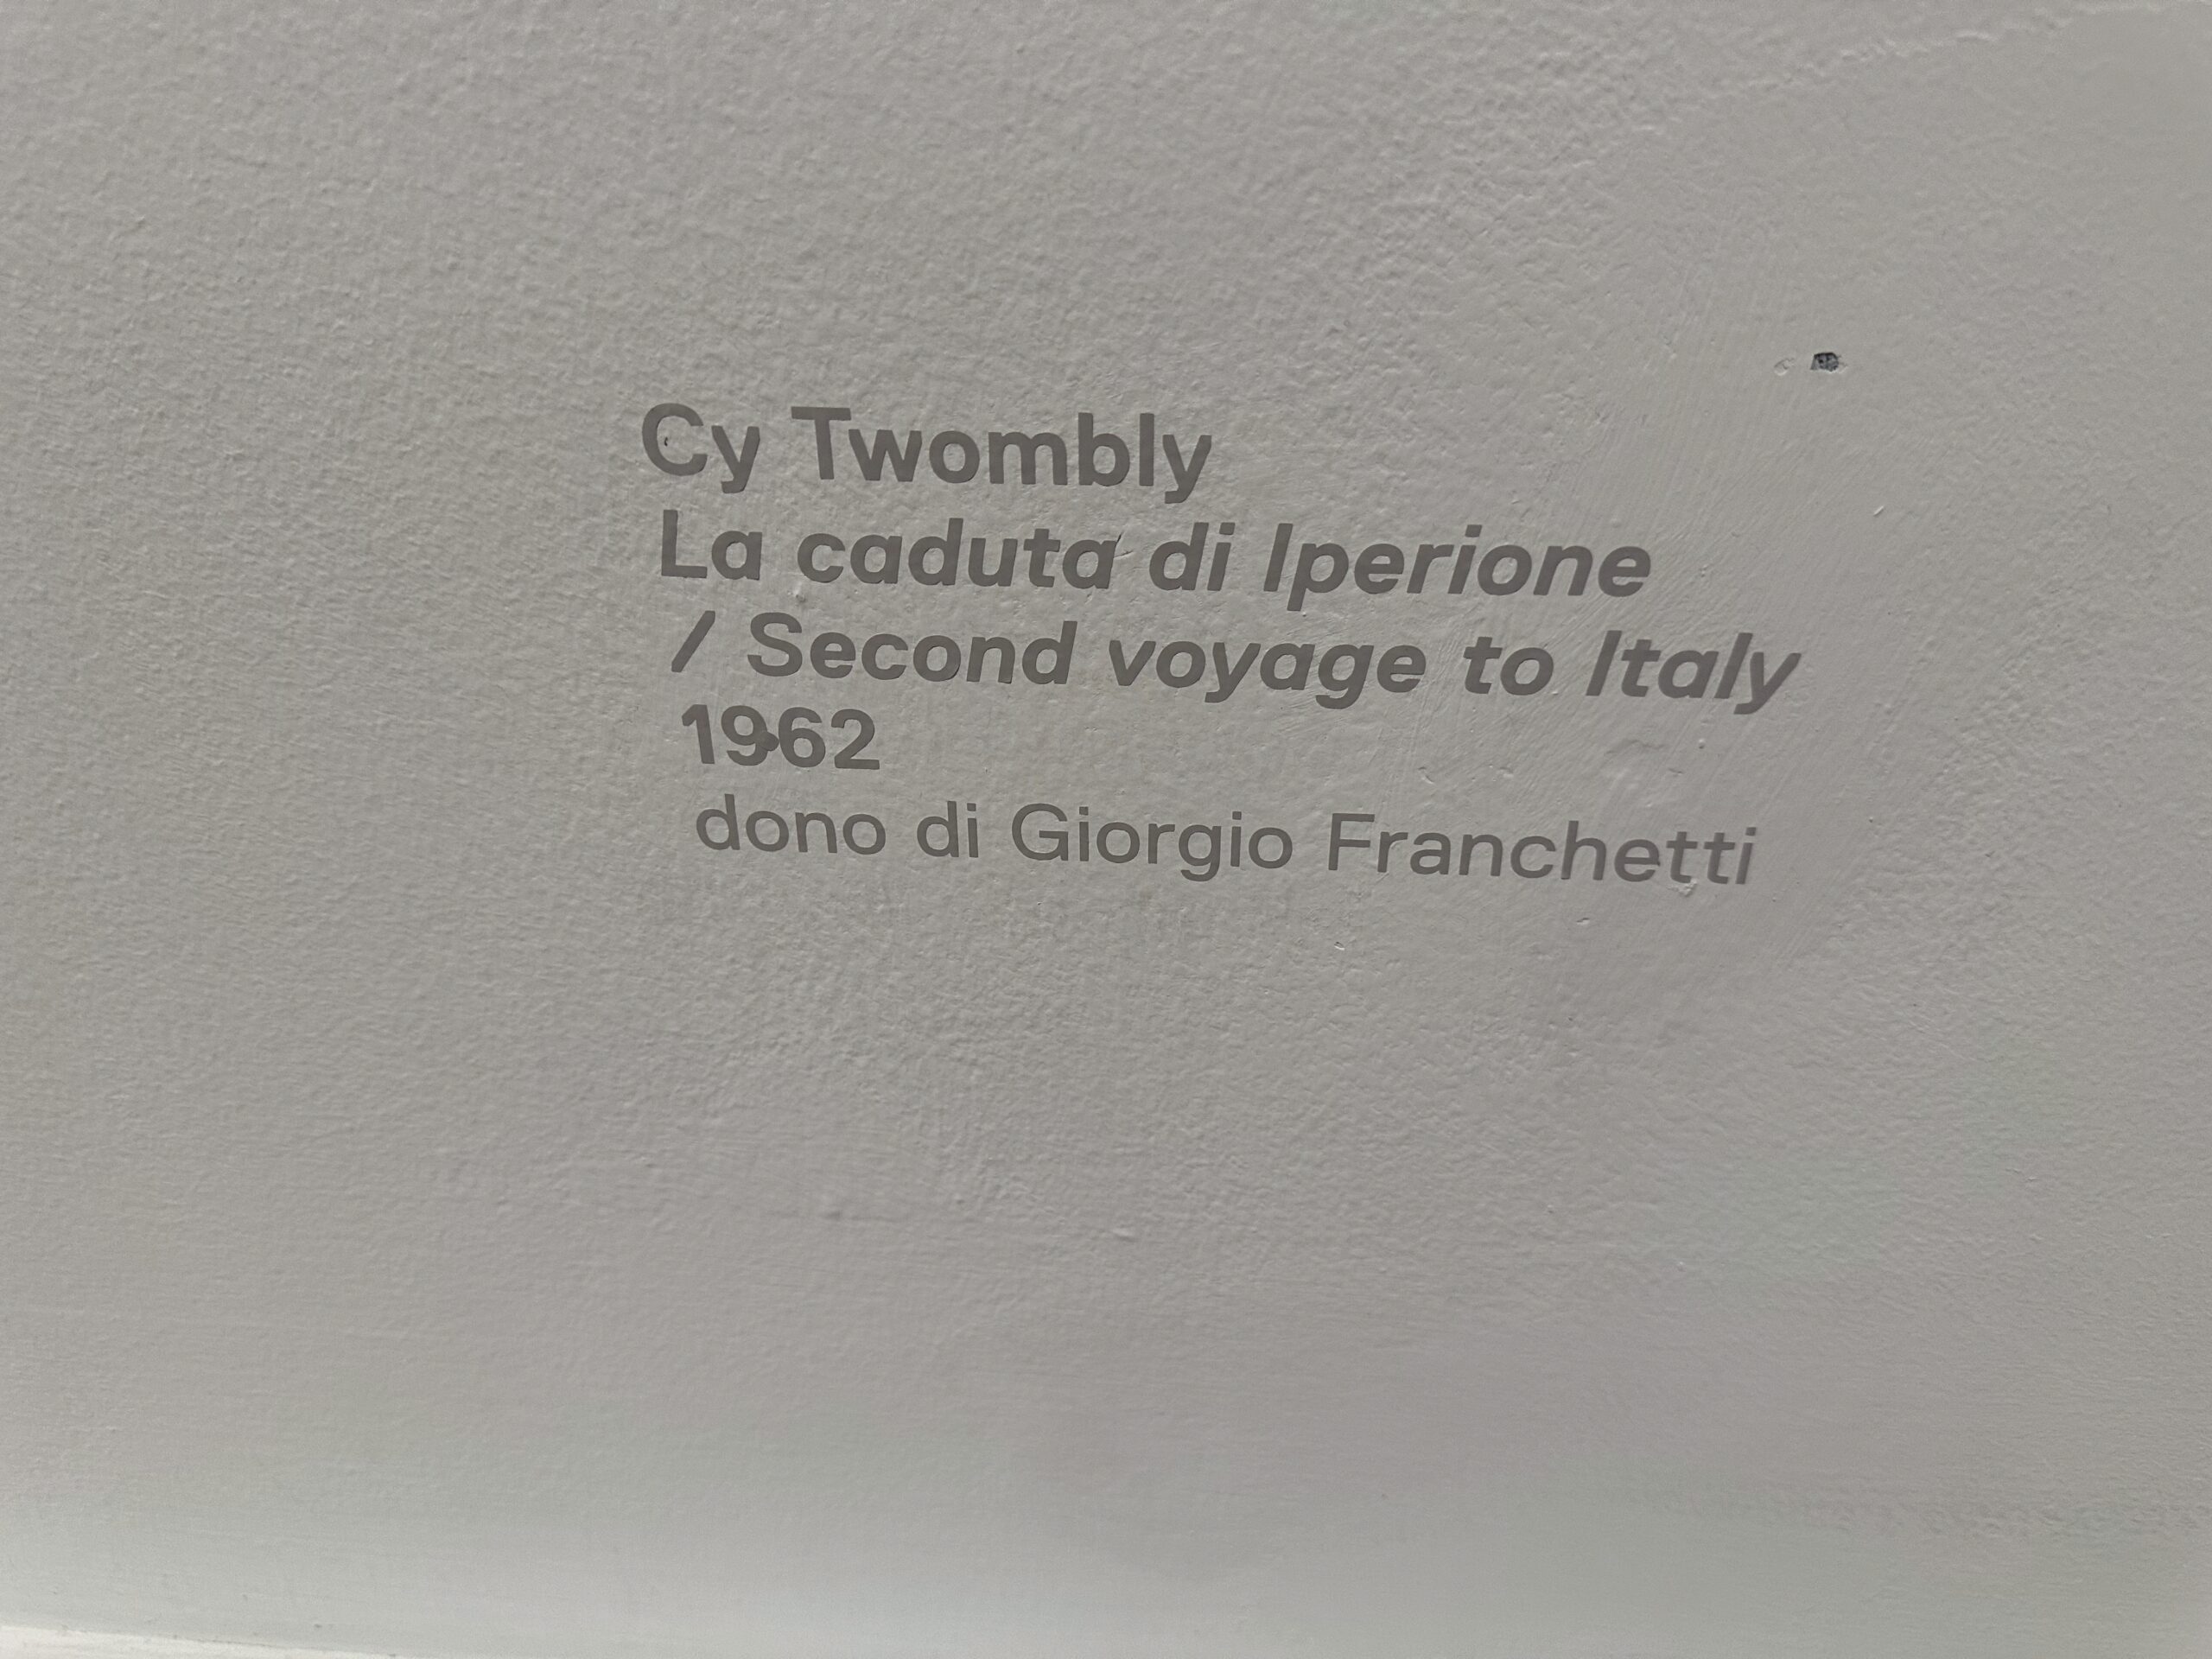 Cy Twombly
La caduta di Iperione
/ Second voyage to Italy
1962
dono di Giorgio Franchetti